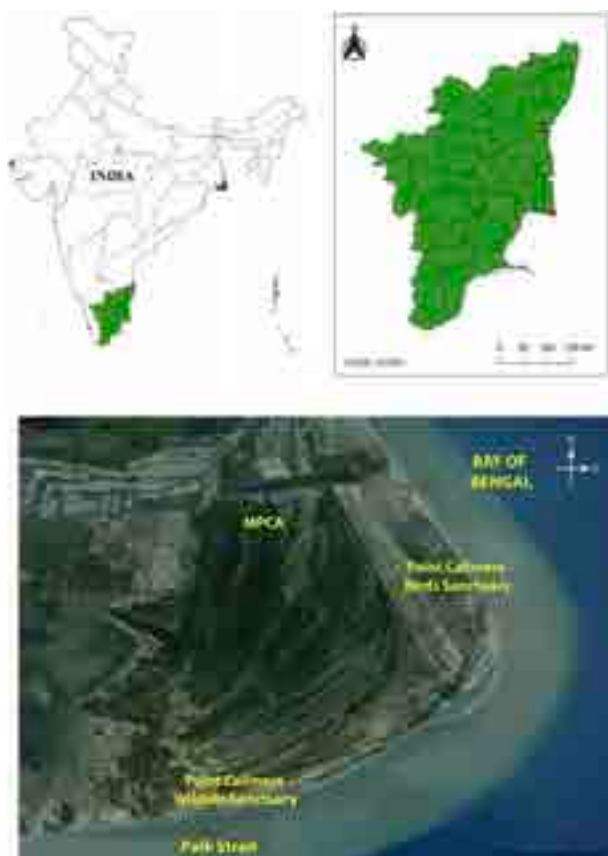 INDIA
BAY OF
BENGAL
MPCA
Point Calimere
Birds Sanctuary
Point Calimere
Wildlife Sanctuary
Palk Strait